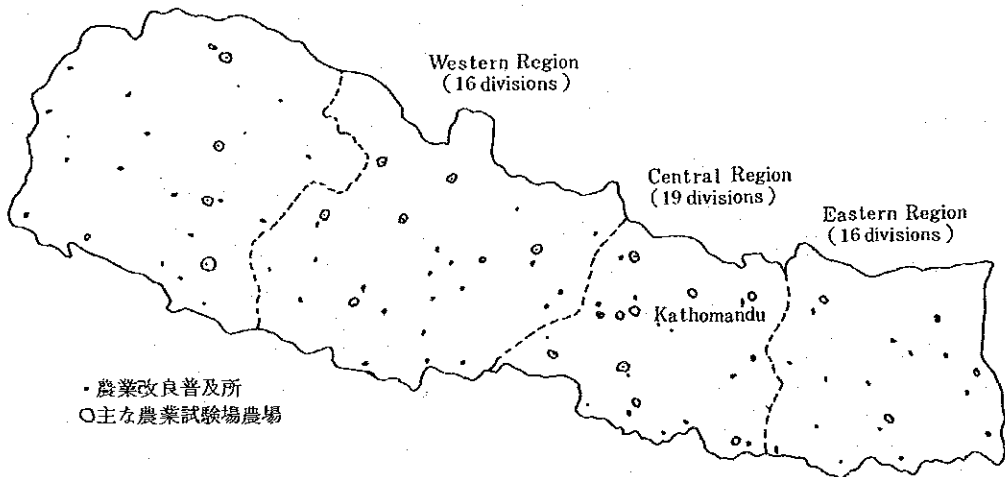 Western Region
(16 divisions)
Central Region
(19 divisions)
Eastern Region
(16 divisions)
Kathomandu
・農業改良普及所
○主な農業試験場農場